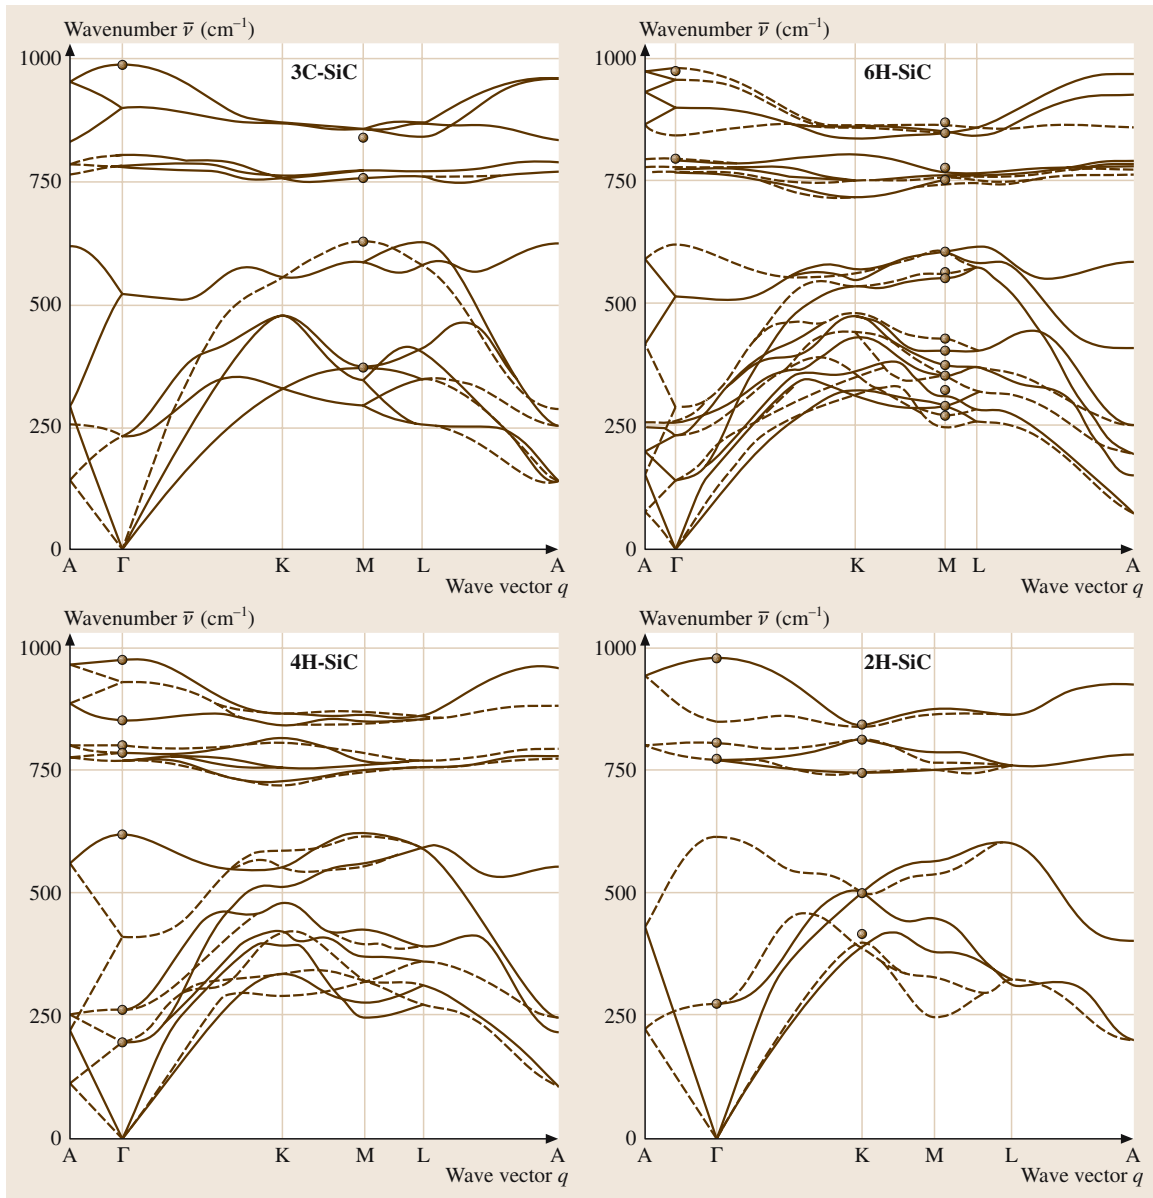 Wavenumber ν̅ (cm⁻¹)
1000
3C-SiC
750
500
250
0
A Γ K M L A
Wave vector q
Wavenumber ν̅ (cm⁻¹)
1000
6H-SiC
750
500
250
0
A Γ K M L A
Wave vector q
Wavenumber ν̅ (cm⁻¹)
1000
4H-SiC
750
500
250
0
A Γ K M L A
Wave vector q
Wavenumber ν̅ (cm⁻¹)
1000
2H-SiC
750
500
250
0
A Γ K M L A
Wave vector q